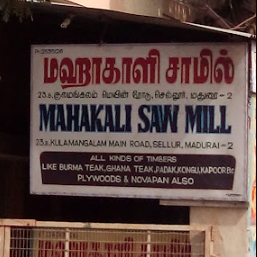 மஹாகாளி சாமில்
23.a, குலமங்கலம் மெயின் ரோடு, செல்லூர், மதுரை - 2
MAHAKALI SAW MILL
23.a, KULAMANGALAM MAIN ROAD, SELLUR, MADURAI - 2
ALL KINDS OF TIMBERS
LIKE BURMA TEAK, GHANA TEAK, PADAK, KONGU, KAPOOR, Etc
PLYWOODS & NOVAPAN ALSO